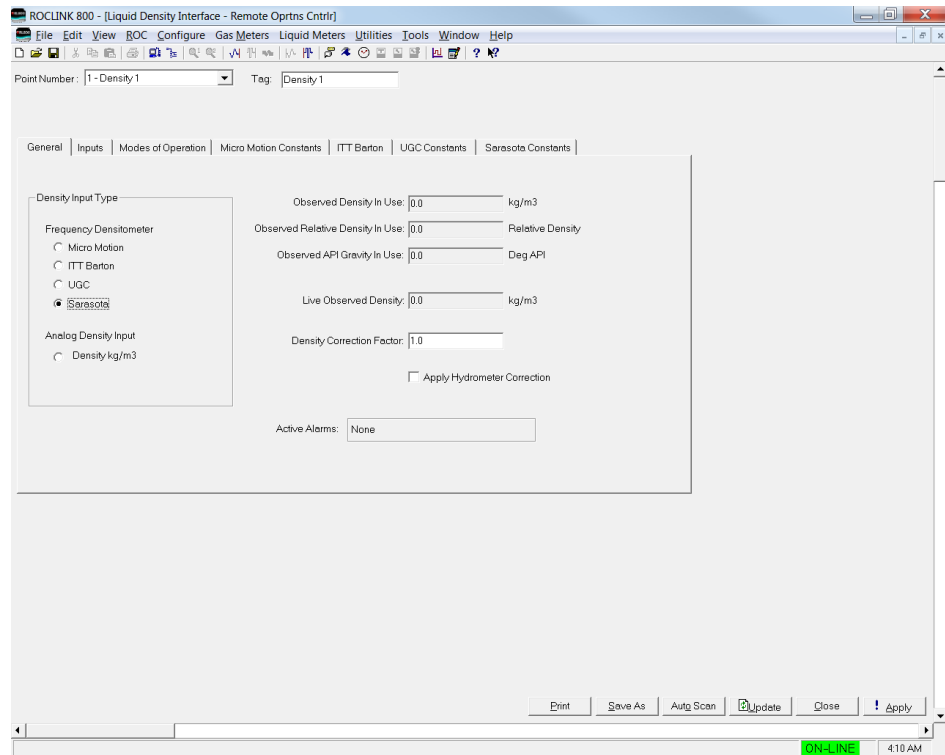 ROCLINK 800 - [Liquid Density Interface - Remote Oprtns Cntrlr]
File Edit View ROC Configure Gas Meters Liquid Meters Utilities Tools Window Help
Point Number: 1 - Density 1 Tag: Density 1
General Inputs Modes of Operation Micro Motion Constants ITT Barton UGC Constants Sarasota Constants
Density Input Type
Frequency Densitometer
Micro Motion
ITT Barton
UGC
Sarasota
Analog Density Input
Density kg/m3
Observed Density In Use: 0.0 kg/m3
Observed Relative Density In Use: 0.0 Relative Density
Observed API Gravity In Use: 0.0 Deg API
Live Observed Density: 0.0 kg/m3
Density Correction Factor: 1.0
Apply Hydrometer Correction
Active Alarms: None
Print Save As Auto Scan Update Close ! Apply
ON-LINE 4:10 AM